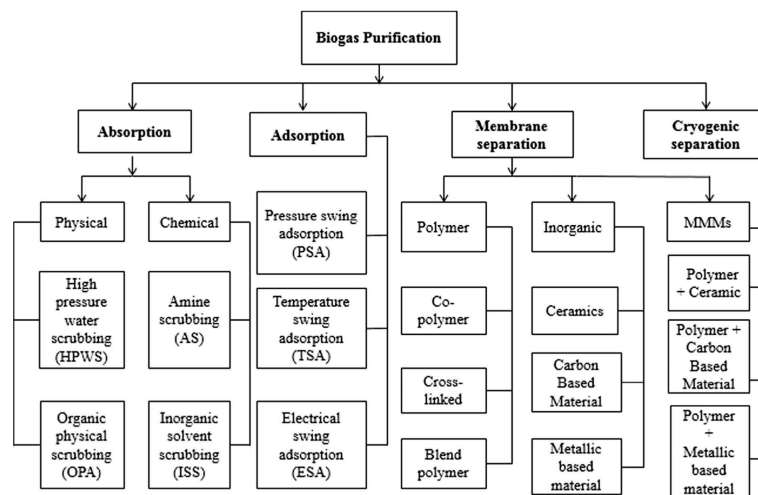 Biogas Purification
Absorption
Adsorption
Membrane
separation
Cryogenic
separation
Physical
Chemical
High
pressure
water
scrubbing
(HPWS)
Amine
scrubbing
(AS)
Organic
physical
scrubbing
(OPA)
Inorganic
solvent
scrubbing
(ISS)
Pressure swing
adsorption
(PSA)
Temperature
swing
adsorption
(TSA)
Electrical
swing
adsorption
(ESA)
Polymer
Co-
polymer
Cross-
linked
Blend
polymer
Inorganic
Ceramics
Carbon
Based
Material
Metallic
based
material
MMMs
Polymer
+ Ceramic
Polymer +
Carbon
Based
Material
Polymer
+
Metallic
based
material